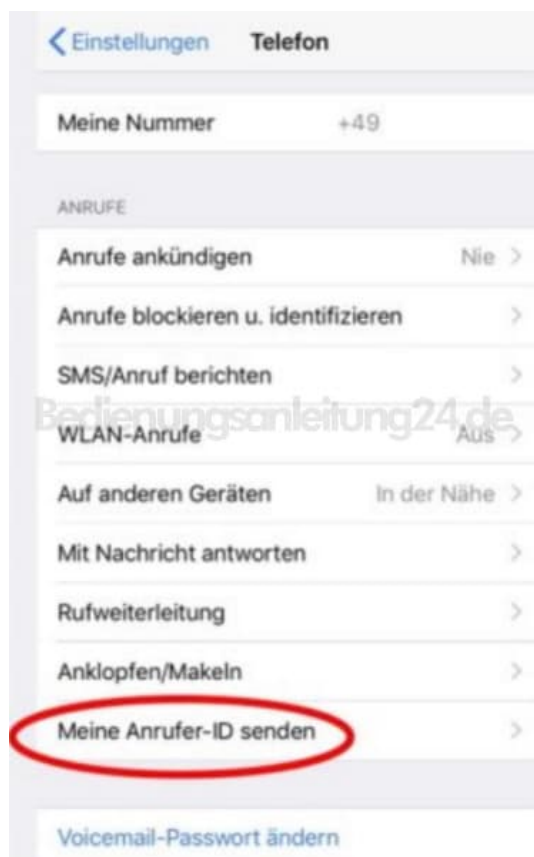 Einstellungen Telefon
Meine Nummer +49
ANRUFE
Anrufe ankündigen Nie
Anrufe blockieren u. identifizieren
SMS/Anruf berichten
Bedienungsanleitung24.de
WLAN-Anrufe Aus
Auf anderen Geräten In der Nähe
Mit Nachricht antworten
Rufweiterleitung
Anklopfen/Makeln
Meine Anrufer-ID senden
Voicemail-Passwort ändern